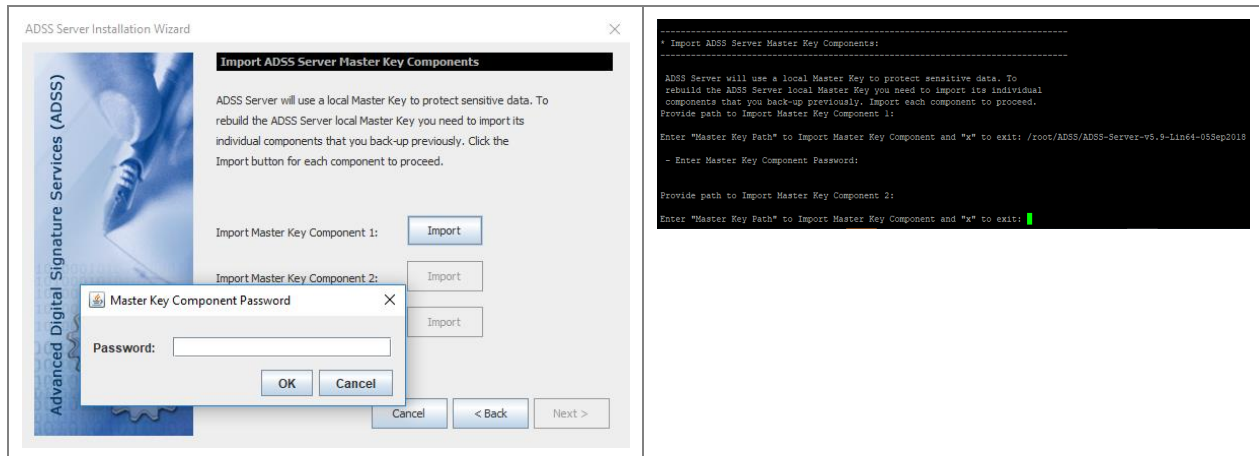 ADSS Server Installation Wizard
Advanced Digital Signature Services (ADSS)
Import ADSS Server Master Key Components
ADSS Server will use a local Master Key to protect sensitive data. To
rebuild the ADSS Server local Master Key you need to import its
individual components that you back-up previously. Click the
Import button for each component to proceed.
Import Master Key Component 1: Import
Import Master Key Component 2: Import
Import
Master Key Component Password
Password:
OK Cancel
Cancel < Back Next >
* Import ADSS Server Master Key Components:
ADSS Server will use a local Master Key to protect sensitive data. To
rebuild the ADSS Server local Master Key you need to import its individual
components that you back-up previously. Import each component to proceed.
Provide path to Import Master Key Component 1:
Enter "Master Key Path" to Import Master Key Component and "x" to exit: /root/ADSS/ADSS-Server-v5.9-Lin64-05Sep2018
- Enter Master Key Component Password:
Provide path to Import Master Key Component 2:
Enter "Master Key Path" to Import Master Key Component and "x" to exit: